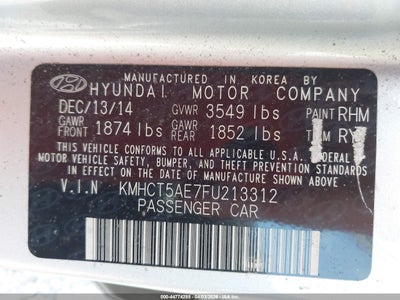 MANUFACTURED IN KOREA BY
HYUNDAI MOTOR COMPANY
DEC/13/14 GVWR 3549 lbs PAINT RHM
GAWR FRONT 1874 lbs GAWR REAR 1852 lbs TRIM RY
THIS VEHICLE CONFORMS TO ALL APPLICABLE U.S.A. FEDERAL
MOTOR VEHICLE SAFETY, BUMPER, AND THEFT PREVENTION
STANDARDS IN EFFECT ON THE DATE OF MANUFACTURE SHOWN ABOVE.
V.I.N KMHCT5AE7FU213312
PASSENGER CAR